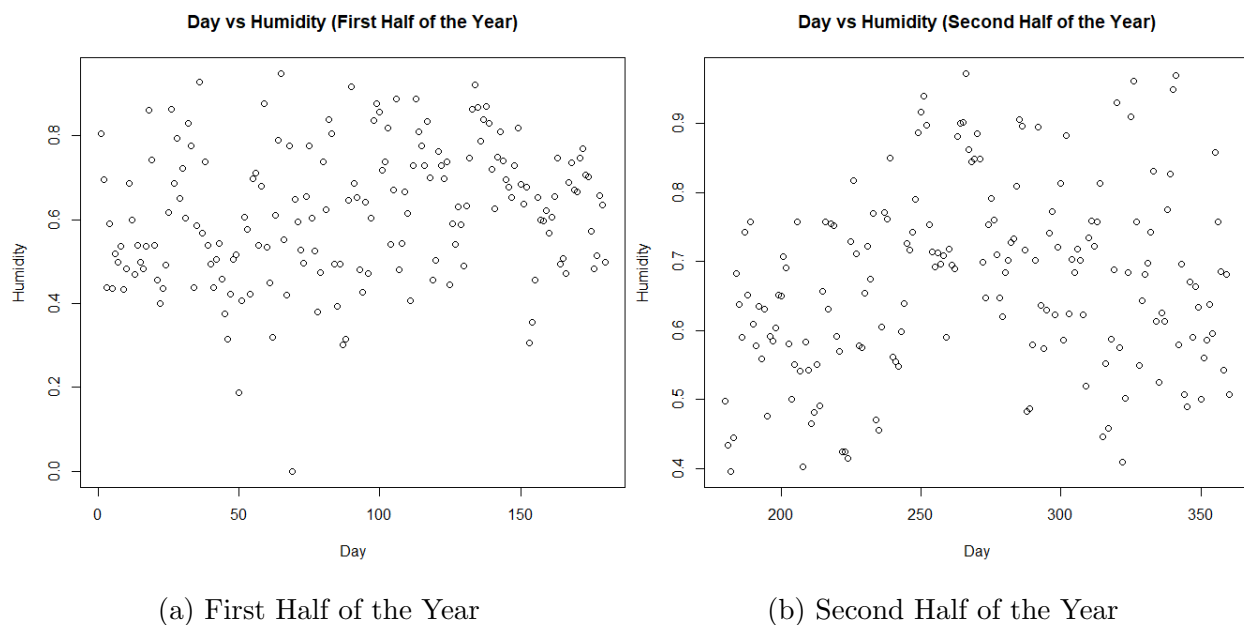 Day vs Humidity (First Half of the Year)
Humidity
0.0
0.2
0.4
0.6
0.8
0
50
100
150
Day
(a) First Half of the Year
Day vs Humidity (Second Half of the Year)
Humidity
0.4
0.5
0.6
0.7
0.8
0.9
200
250
300
350
Day
(b) Second Half of the Year